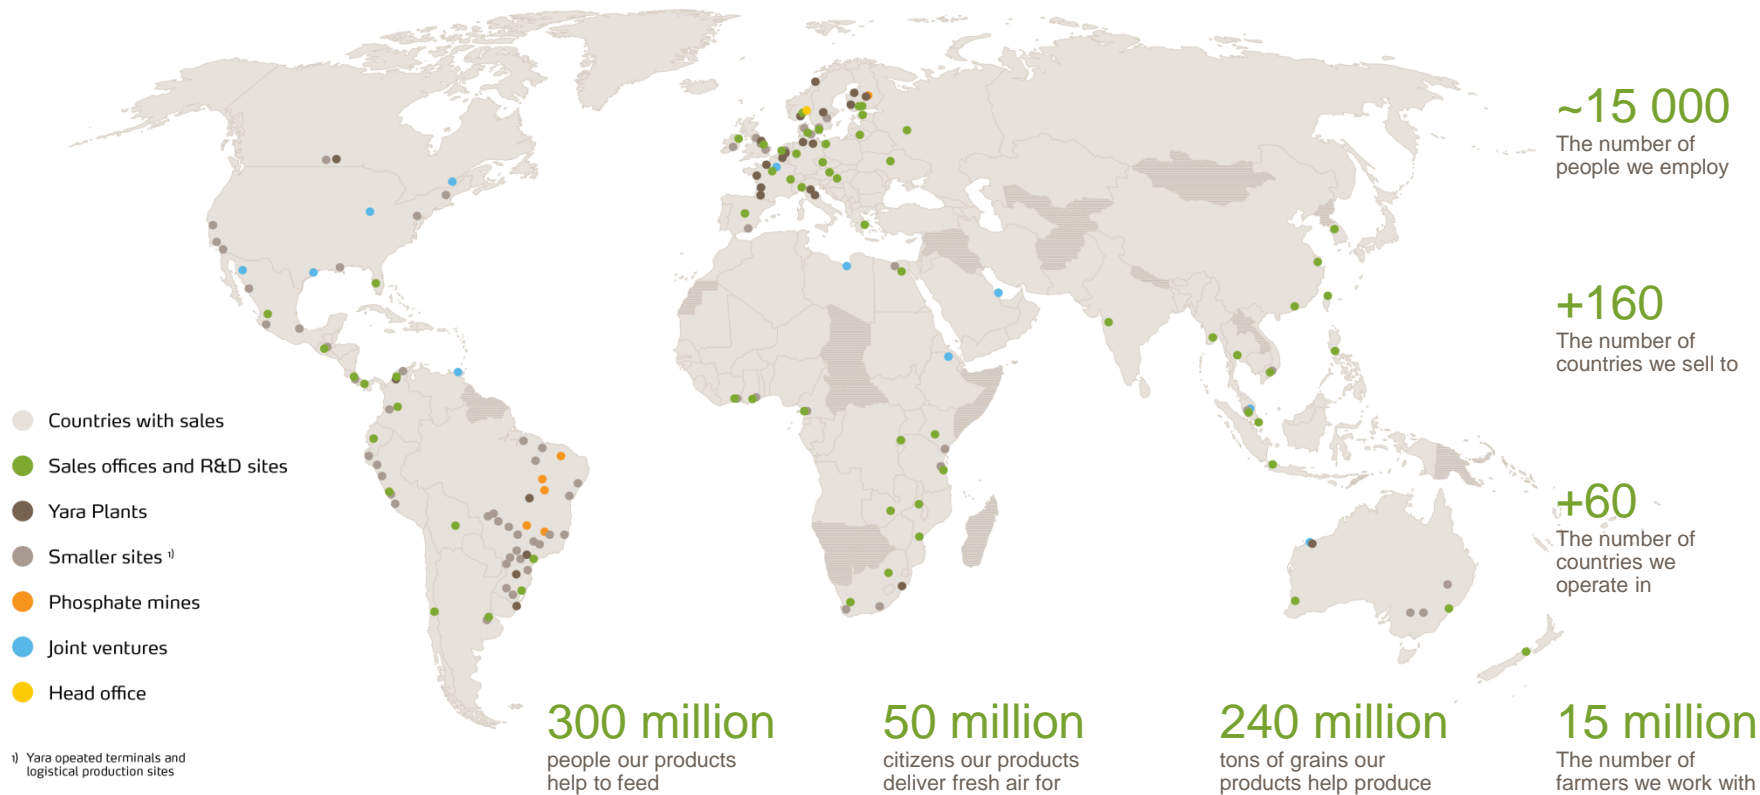 ~15 000
The number of
people we employ
+160
The number of
countries we sell to
+60
The number of
countries we
operate in
Countries with sales
Sales offices and R&D sites
Yara Plants
Smaller sites ¹⁾
Phosphate mines
Joint ventures
Head office
¹⁾ Yara opeated terminals and
logistical production sites
300 million
people our products
help to feed
50 million
citizens our products
deliver fresh air for
240 million
tons of grains our
products help produce
15 million
The number of
farmers we work with